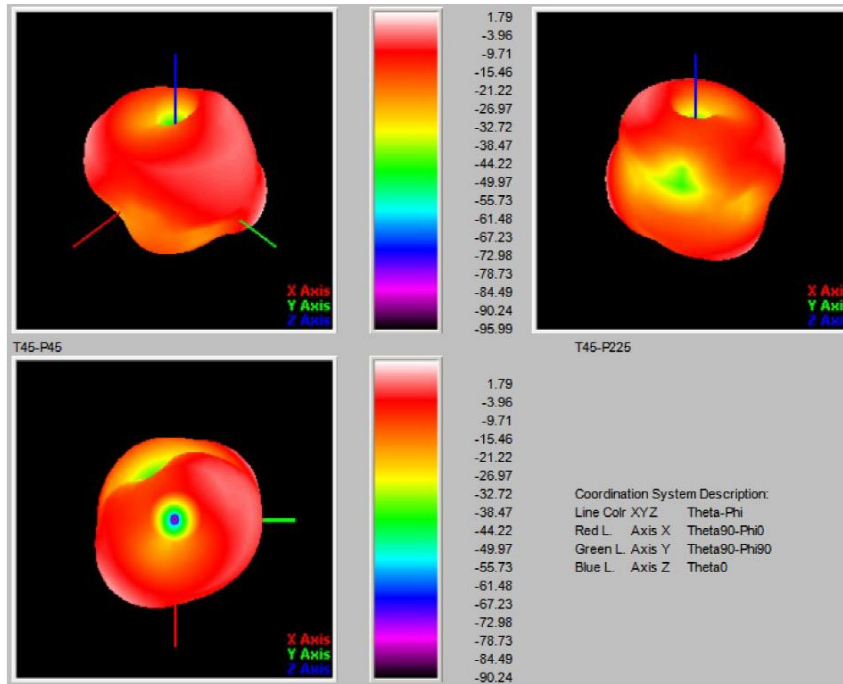 1.79
-3.96
-9.71
-15.46
-21.22
-26.97
-32.72
-38.47
-44.22
-49.97
-55.73
-61.48
-67.23
-72.98
-78.73
-84.49
-90.24
-95.99
X Axis
Y Axis
Z Axis
X Axis
Y Axis
Z Axis
T45-P45
T45-P225
1.79
-3.96
-9.71
-15.46
-21.22
-26.97
-32.72
-38.47
-44.22
-49.97
-55.73
-61.48
-67.23
-72.98
-78.73
-84.49
-90.24
X Axis
Y Axis
Z Axis
Coordination System Description:
Line Colr XYZ Theta-Phi
Red L. Axis X Theta90-Phi0
Green L. Axis Y Theta90-Phi90
Blue L. Axis Z Theta0